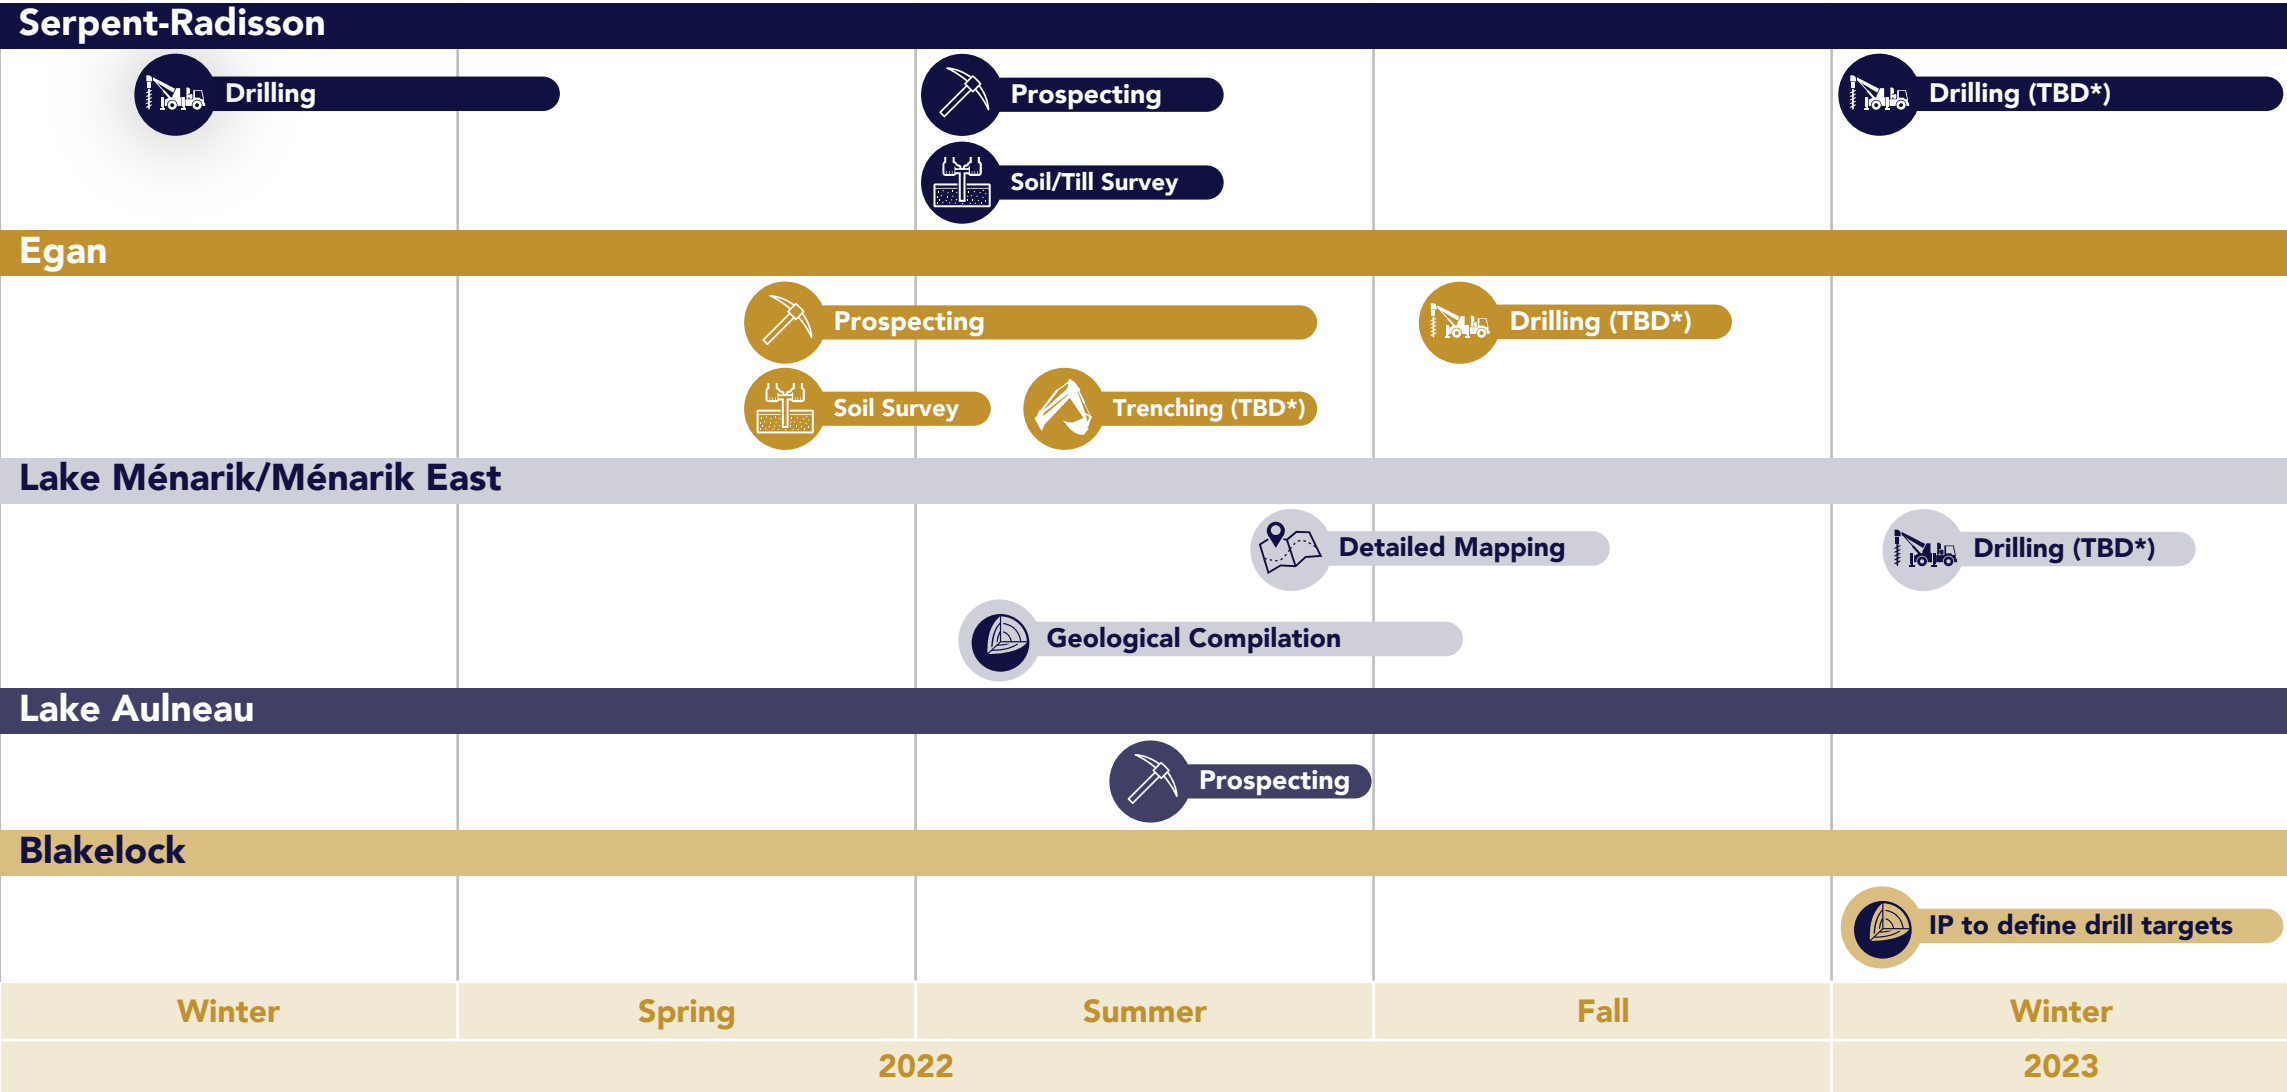 Serpent-Radisson
Drilling
Prospecting
Drilling (TBD*)
Soil/Till Survey
Egan
Prospecting
Drilling (TBD*)
Soil Survey
Trenching (TBD*)
Lake Ménarik/Ménarik East
Detailed Mapping
Drilling (TBD*)
Geological Compilation
Lake Aulneau
Prospecting
Blakelock
IP to define drill targets
Winter
Spring
Summer
Fall
Winter
2022
2023